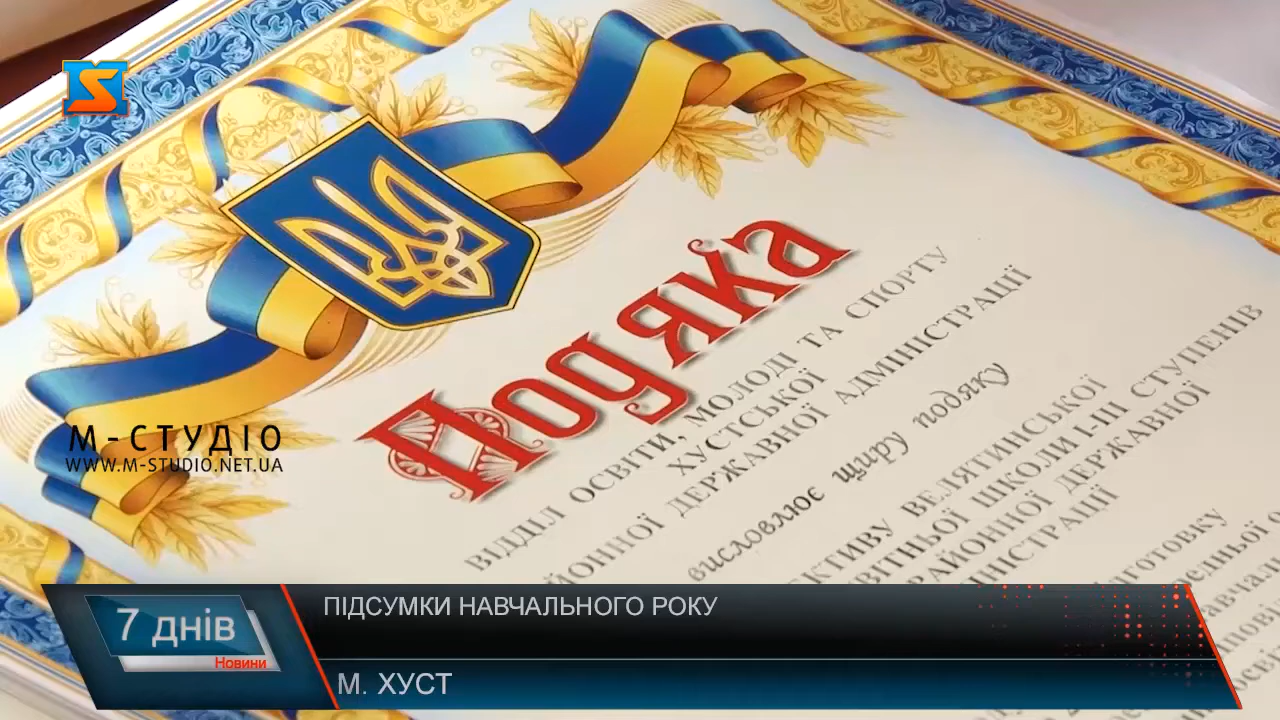 Подяка
ВІДДІЛ ОСВІТИ, МОЛОДІ ТА СПОРТУ
ХУСТСЬКОЇ
ДЕРЖАВНОЇ АДМІНІСТРАЦІЇ
висловлює щиру подяку
ВЕЛЯТИНСЬКОЇ
ШКОЛИ І-ІІІ СТУПЕНІВ
РАЙОННОЇ ДЕРЖАВНОЇ
М-СТУДІО
WWW.M-STUDIO.NET.UA
7 днів
Новини
ПІДСУМКИ НАВЧАЛЬНОГО РОКУ
М. ХУСТ